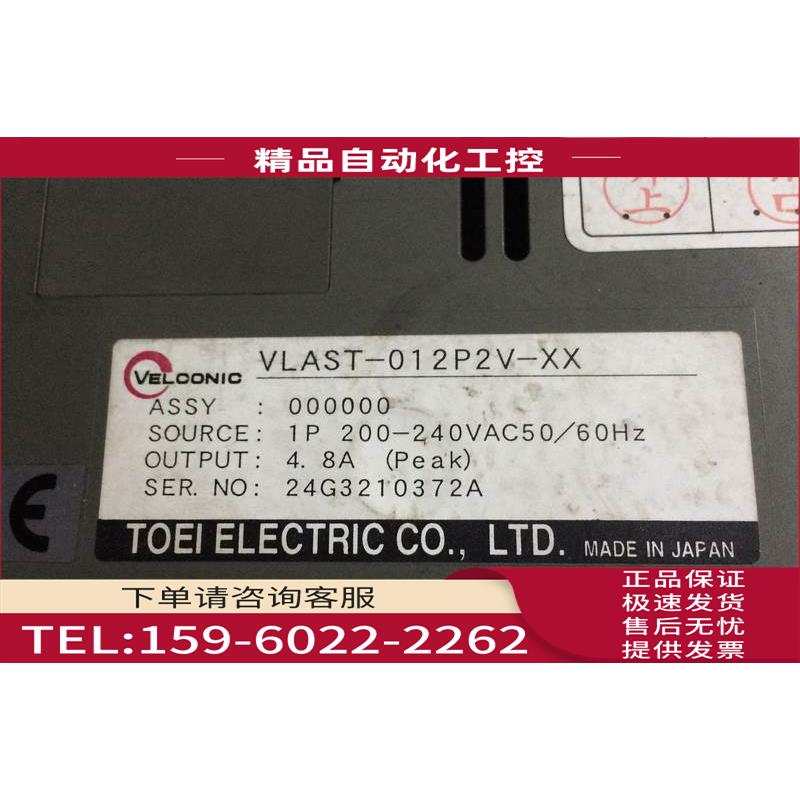 精品自动化工控
上
口
VELCONIC
VLAST-012P2V-XX
ASSY : 000000
SOURCE: 1P 200-240VAC50/60Hz
OUTPUT: 4.8A (Peak)
SER. NO: 24G3210372A
CE
TOEI ELECTRIC CO., LTD. MADE IN JAPAN
下单请咨询客服
TEL:159-6022-2262
正品保证
极速发货
售后无忧
提供发票